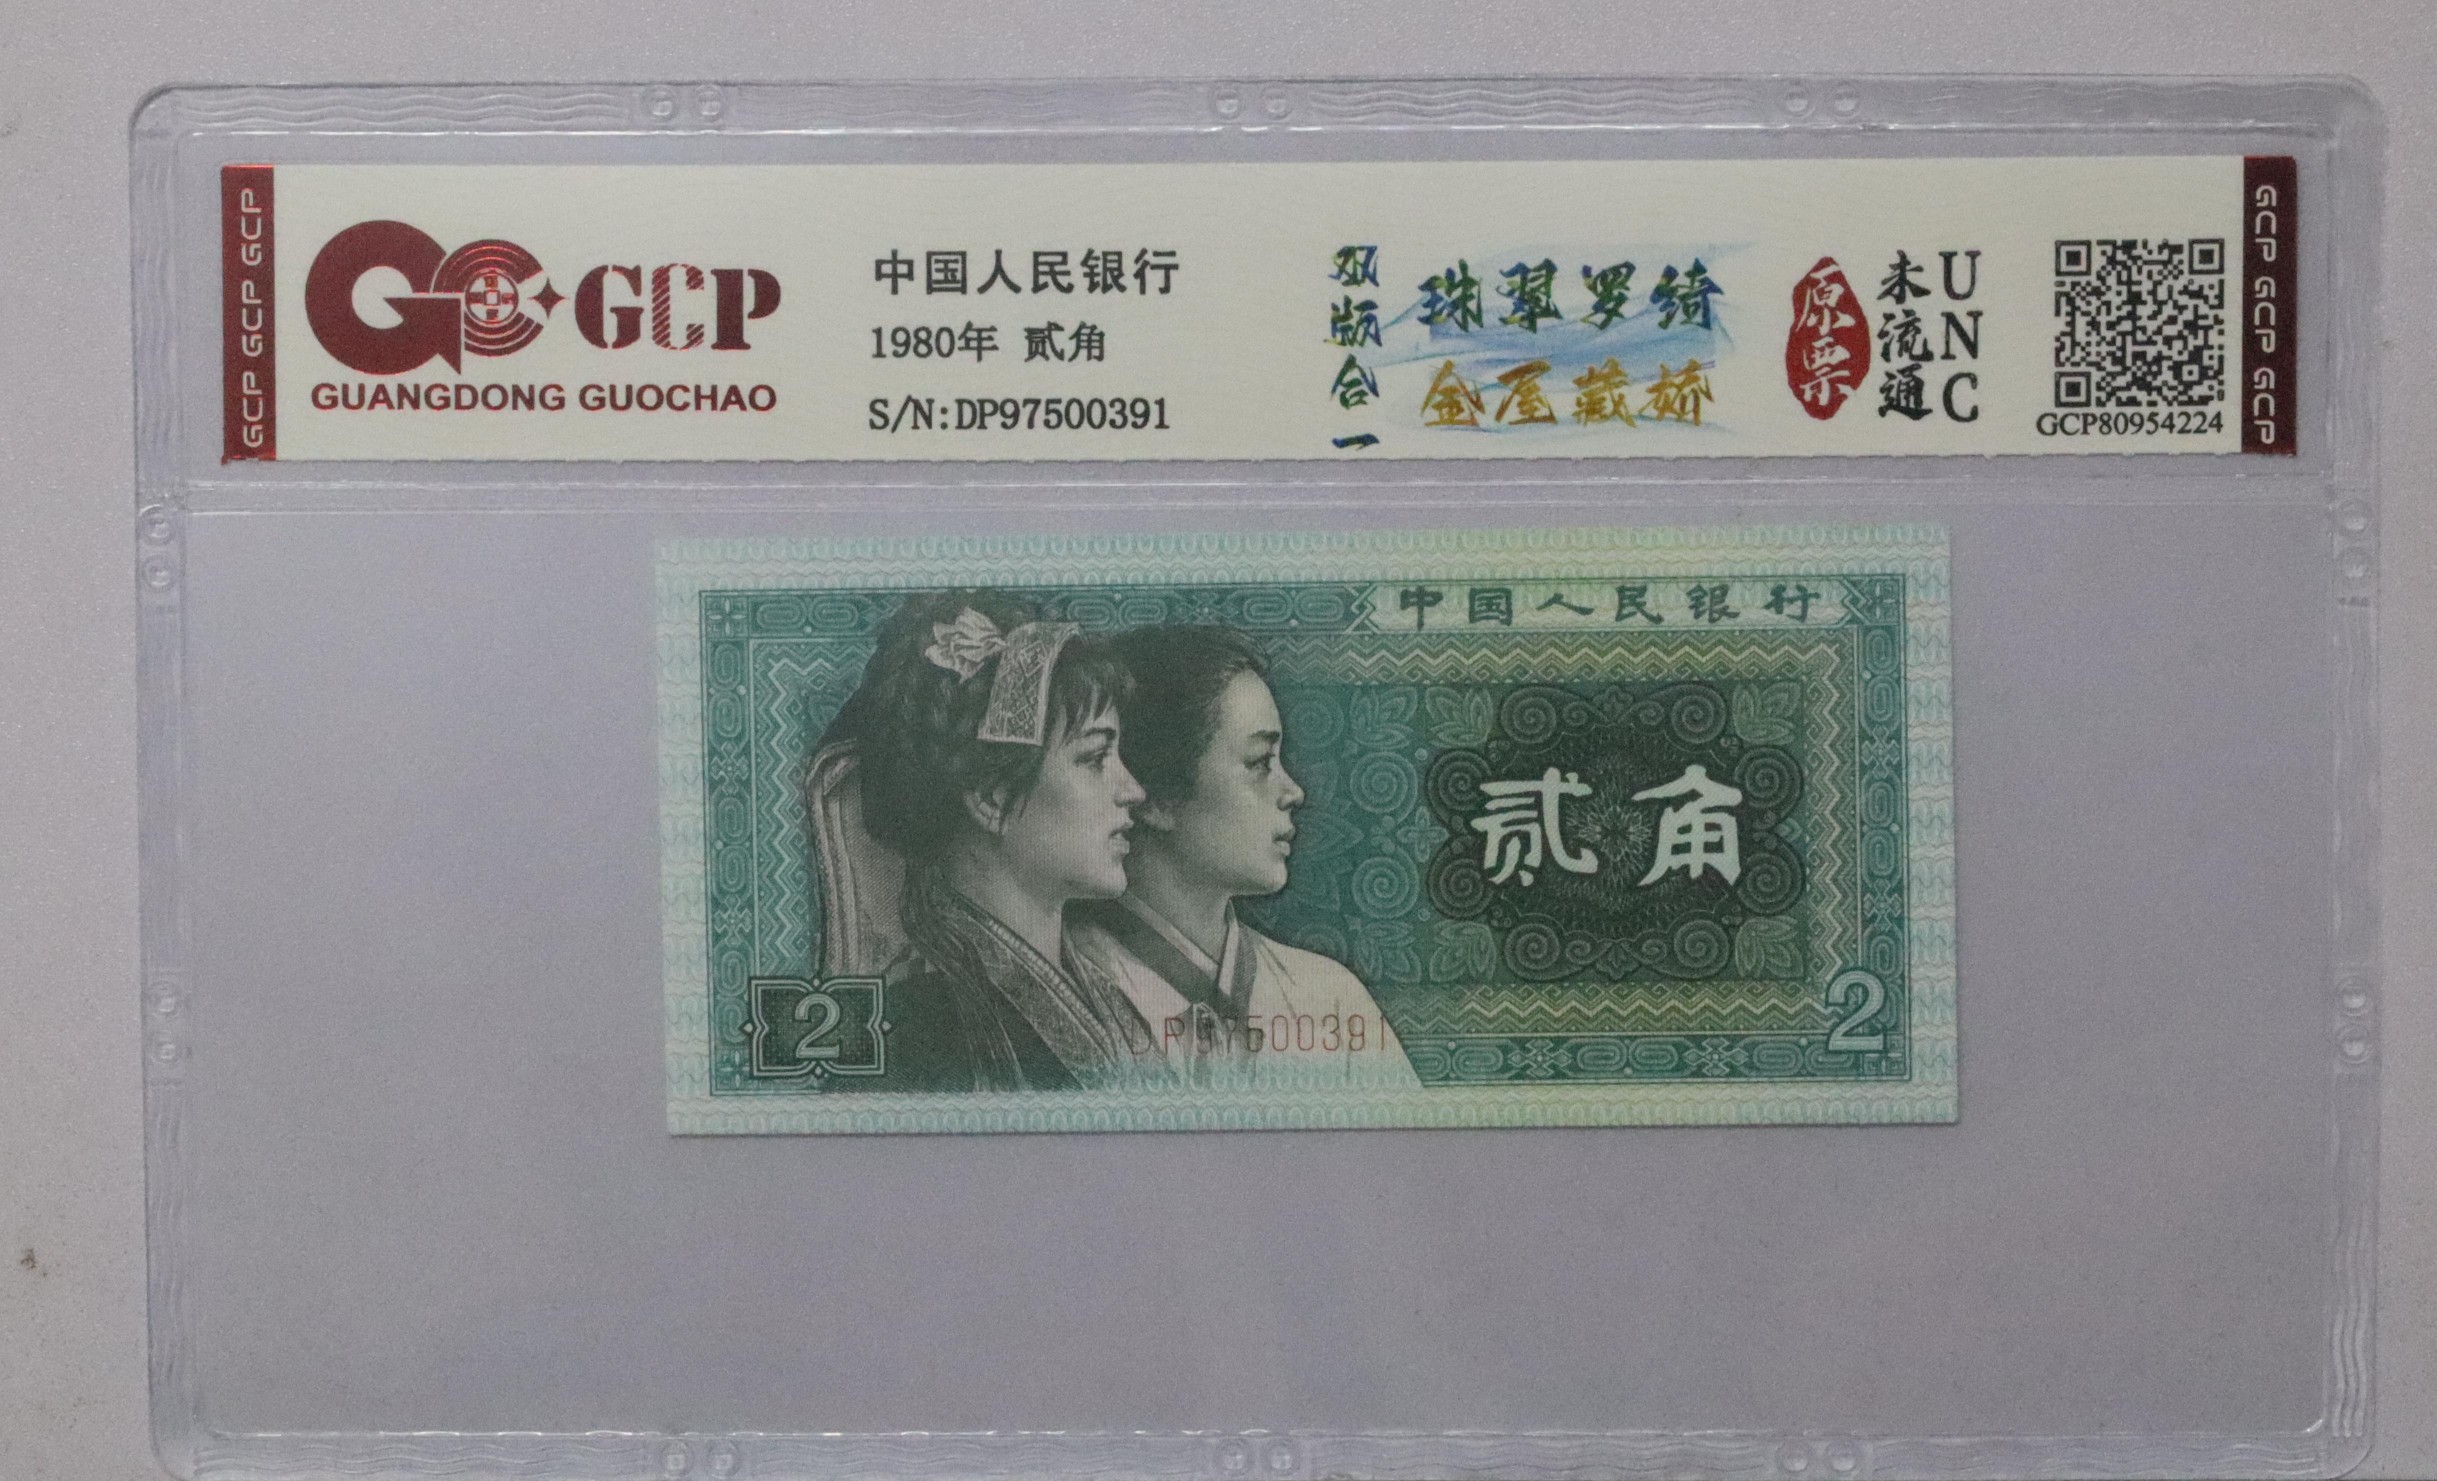 GCP GCP GCP
GCP
GUANGDONG GUOCHAO
中国人民银行
1980年 贰角
S/N:DP97500391
双版合一
珠翠罗绮
金屋藏娇
原票
未流通
UNC
GCP80954224
GCP GCP GCP
中国人民银行
贰角
2
DP97500391
2